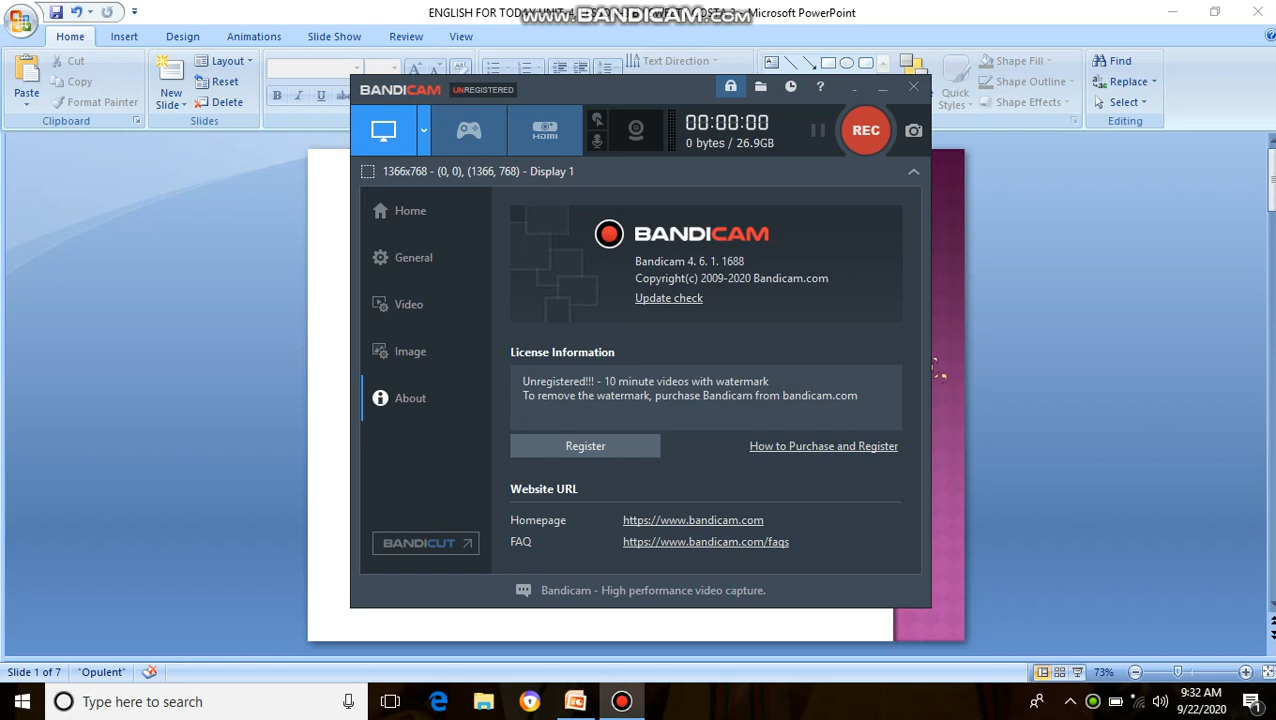 ENGLISH FOR TODAY UNIT-4
www.BANDICAM.com
- Microsoft PowerPoint
Home
Insert
Design
Animations
Slide Show
Review
View
Paste
Cut
Copy
Format Painter
Clipboard
New Slide
Layout
Reset
Delete
Slides
B I U
Text Direction
Quick Styles
Shape Fill
Shape Outline
Shape Effects
Find
Replace
Select
Editing
BANDICAM UNREGISTERED
HDMI
00:00:00
0 bytes / 26.9GB
REC
1366x768 - (0, 0), (1366, 768) - Display 1
Home
General
Video
Image
About
BANDICUT
BANDICAM
Bandicam 4. 6. 1. 1688
Copyright(c) 2009-2020 Bandicam.com
Update check
License Information
Unregistered!!! - 10 minute videos with watermark
To remove the watermark, purchase Bandicam from bandicam.com
Register
How to Purchase and Register
Website URL
Homepage https://www.bandicam.com
FAQ https://www.bandicam.com/faqs
Bandicam - High performance video capture.
Slide 1 of 7
"Opulent"
73%
Type here to search
9:32 AM
9/22/2020